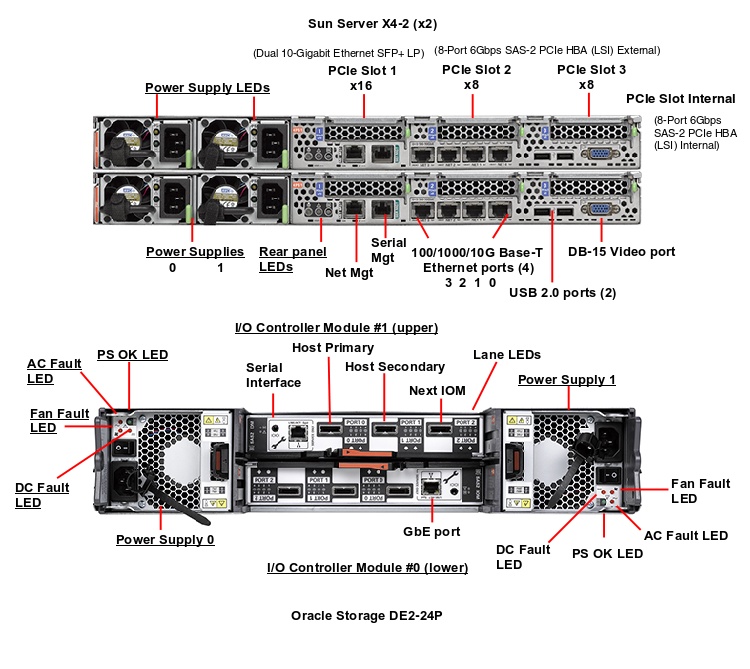 Sun Server X4-2 (x2)
(Dual 10-Gigabit Ethernet SFP+ LP)
(8-Port 6Gbps SAS-2 PCIe HBA (LSI) External)
PCIe Slot 1
x16
PCIe Slot 2
x8
PCIe Slot 3
x8
Power Supply LEDs
PCIe Slot Internal
(8-Port 6Gbps
SAS-2 PCIe HBA
(LSI) Internal)
Power Supplies
0 1
Rear panel
LEDs
Net Mgt
Serial
Mgt
100/1000/10G Base-T
Ethernet ports (4)
3 2 1 0
USB 2.0 ports (2)
DB-15 Video port
I/O Controller Module #1 (upper)
AC Fault
LED
PS OK LED
Serial
Interface
Host Primary
Host Secondary
Next IOM
Lane LEDs
Power Supply 1
Fan Fault
LED
DC Fault
LED
PORT 0
PORT 1
PORT 2
PORT 0
PORT 1
PORT 2
PORT 2
PORT 1
PORT 0
Power Supply 0
GbE port
Fan Fault
LED
AC Fault LED
DC Fault
LED
PS OK LED
I/O Controller Module #0 (lower)
Oracle Storage DE2-24P